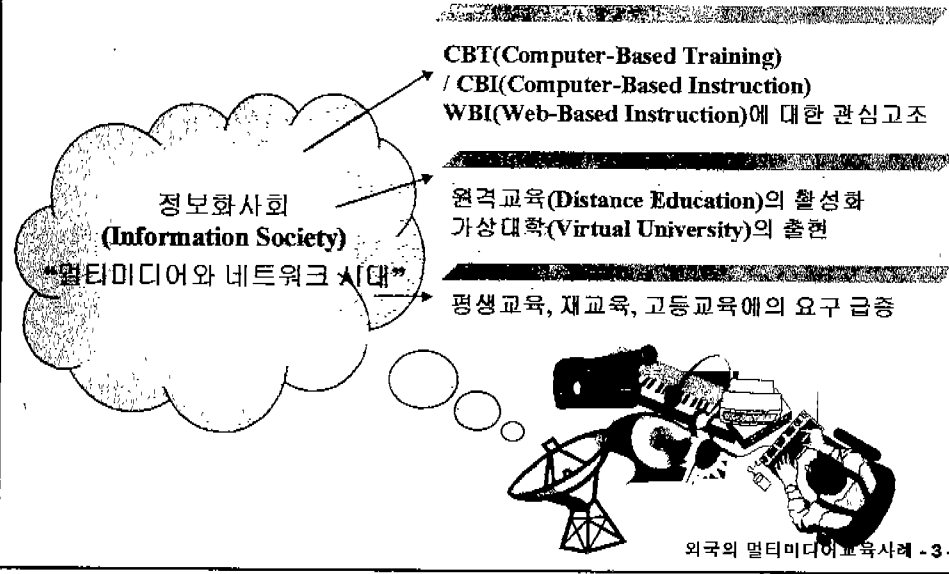 정보화사회
(Information Society)
“멀티미디어와 네트워크 시대”
CBT(Computer-Based Training)
/ CBI(Computer-Based Instruction)
WBI(Web-Based Instruction)에 대한 관심고조
원격교육(Distance Education)의 활성화
가상대학(Virtual University)의 출현
평생교육, 재교육, 고등교육에의 요구 급증
외국의 멀티미디어교육사례 - 3 -